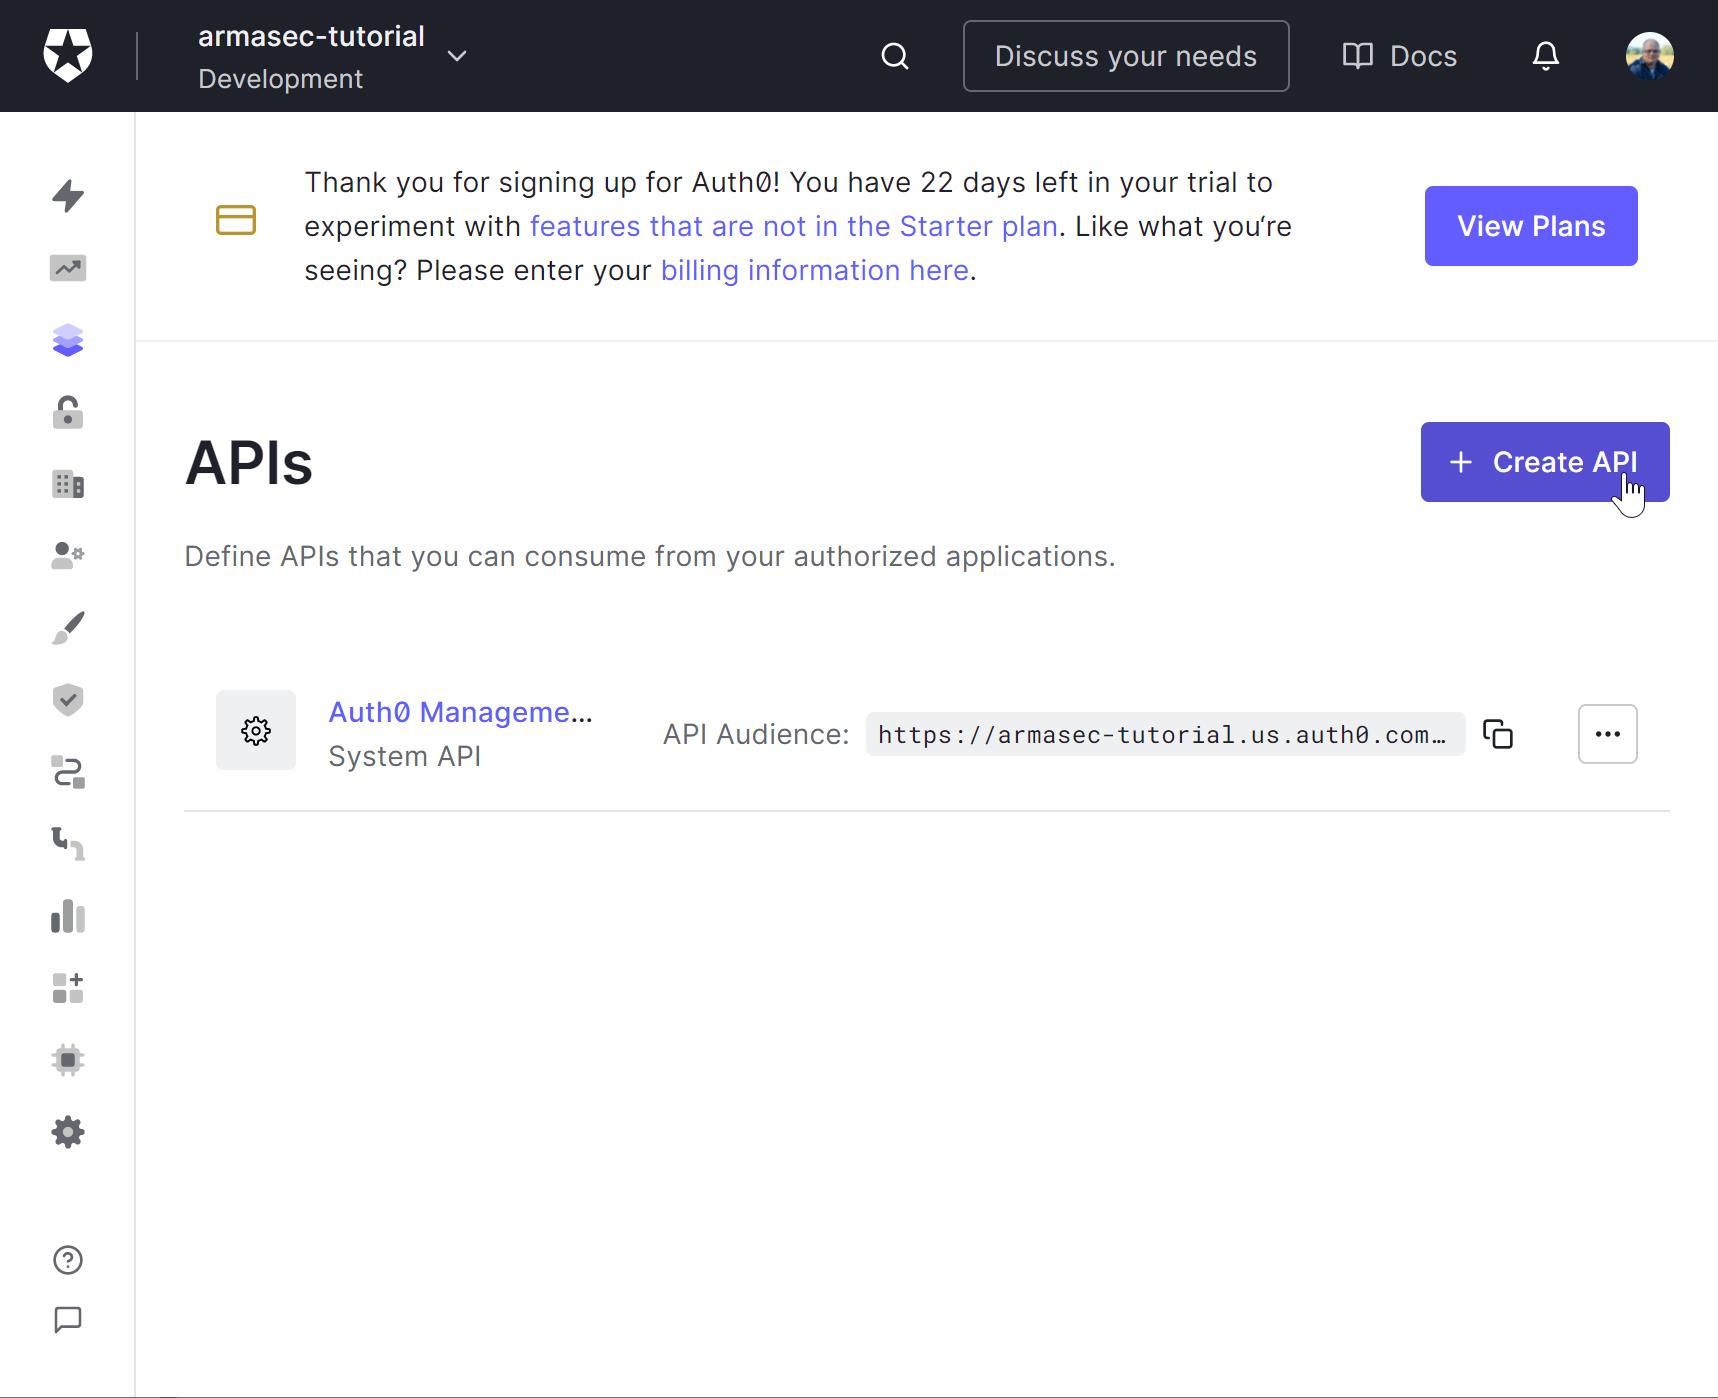 armasec-tutorial
Development
Discuss your needs
Docs
Thank you for signing up for Auth0! You have 22 days left in your trial to
experiment with features that are not in the Starter plan. Like what you’re
seeing? Please enter your billing information here.
View Plans
APIs
+ Create API
Define APIs that you can consume from your authorized applications.
Auth0 Manageme...
System API
API Audience:
https://armasec-tutorial.us.auth0.com…